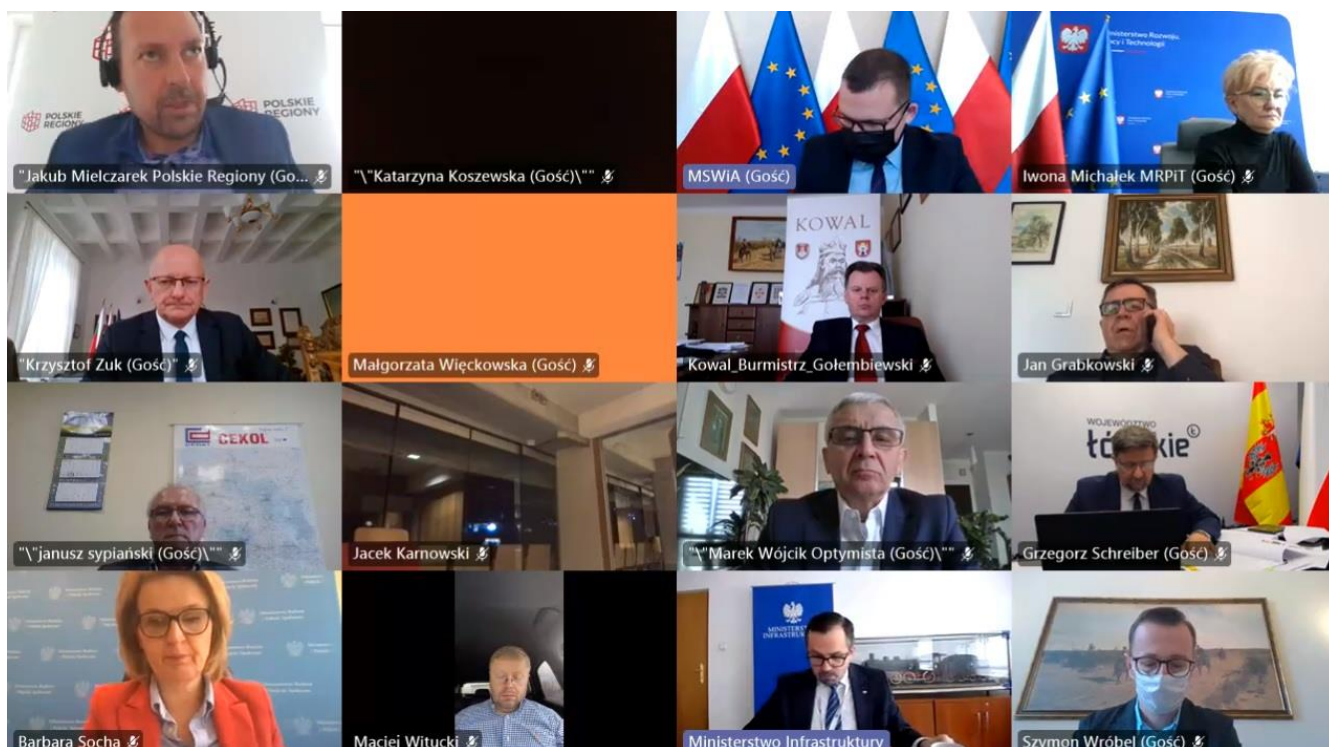 POLSKIE
REGIONY
POLSKIE
REGIONY
"Jakub Mielczarek Polskie Regiony (Go...
"\"Katarzyna Koszewska (Gość)\""
MSWiA (Gość)
Ministerstwo Rozwoju,
Pracy i Technologii
Iwona Michałek MRPiT (Gość)
"Krzysztof Zuk (Gość)"
Małgorzata Więckowska (Gość)
KOWAL
Kowal_Burmistrz_Gołembiewski
Jan Grabkowski
CEKOL
"\"janusz sypiański (Gość)\""
Jacek Karnowski
"\"Marek Wójcik Optymista (Gość)\""
WOJEWÓDZTWO
Grzegorz Schreiber (Gość)
Barbara Socha
Maciej Witucki
MINISTERSTWO
INFRASTRUKTURY
Ministerstwo Infrastruktury
Szymon Wróbel (Gość)